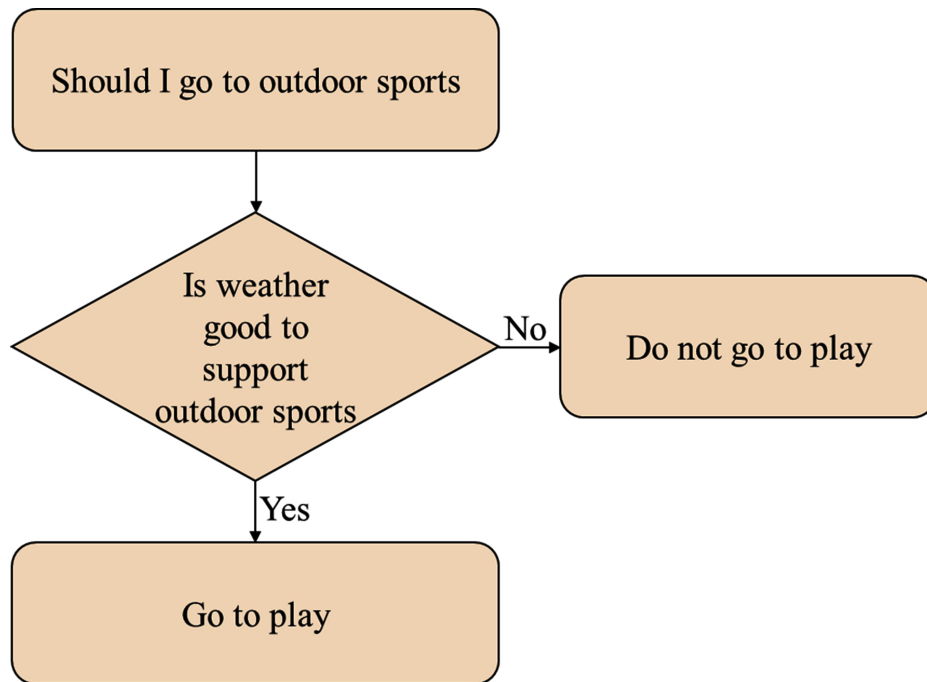 Should I go to outdoor sports
Is weather
good to
support
outdoor sports
No
Do not go to play
Yes
Go to play